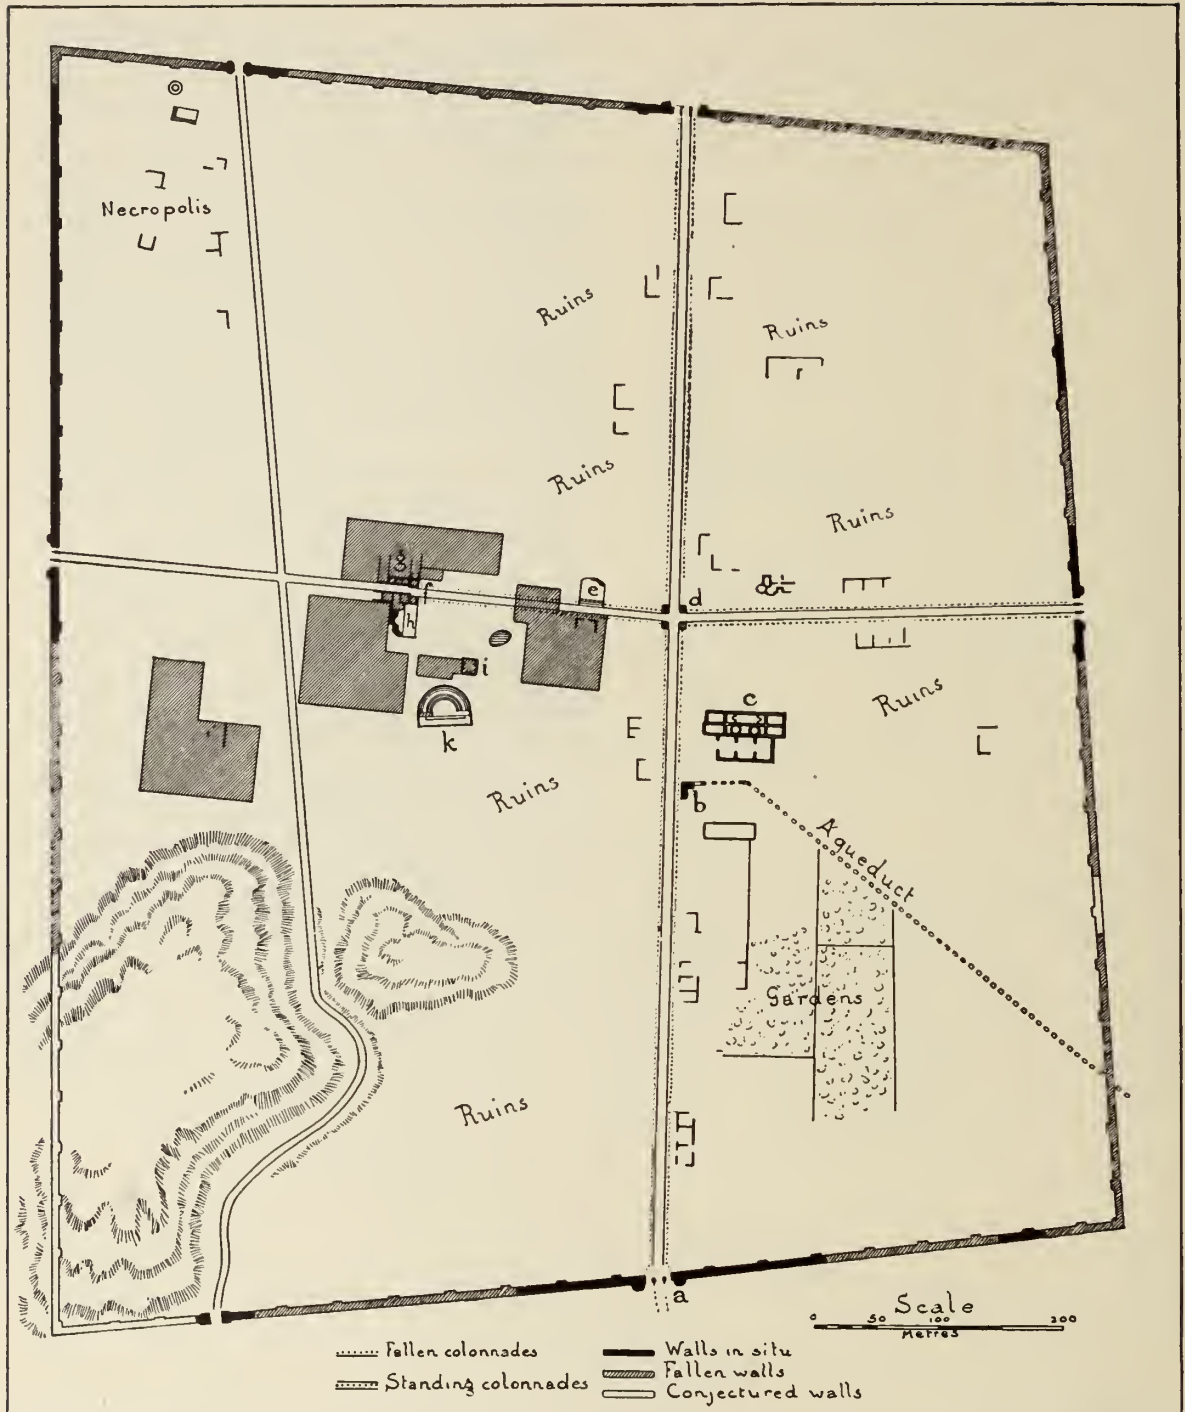 Necropolis
Ruins
Ruins
Ruins
Ruins
g
f
e
d
h
i
k
E
c
Ruins
Ruins
b
Aqueduct
Gardens
Ruins
a
Scale
0 50 100 200
Metres
Fallen colonnades
Standing colonnades
Walls in situ
Fallen walls
Conjectured walls